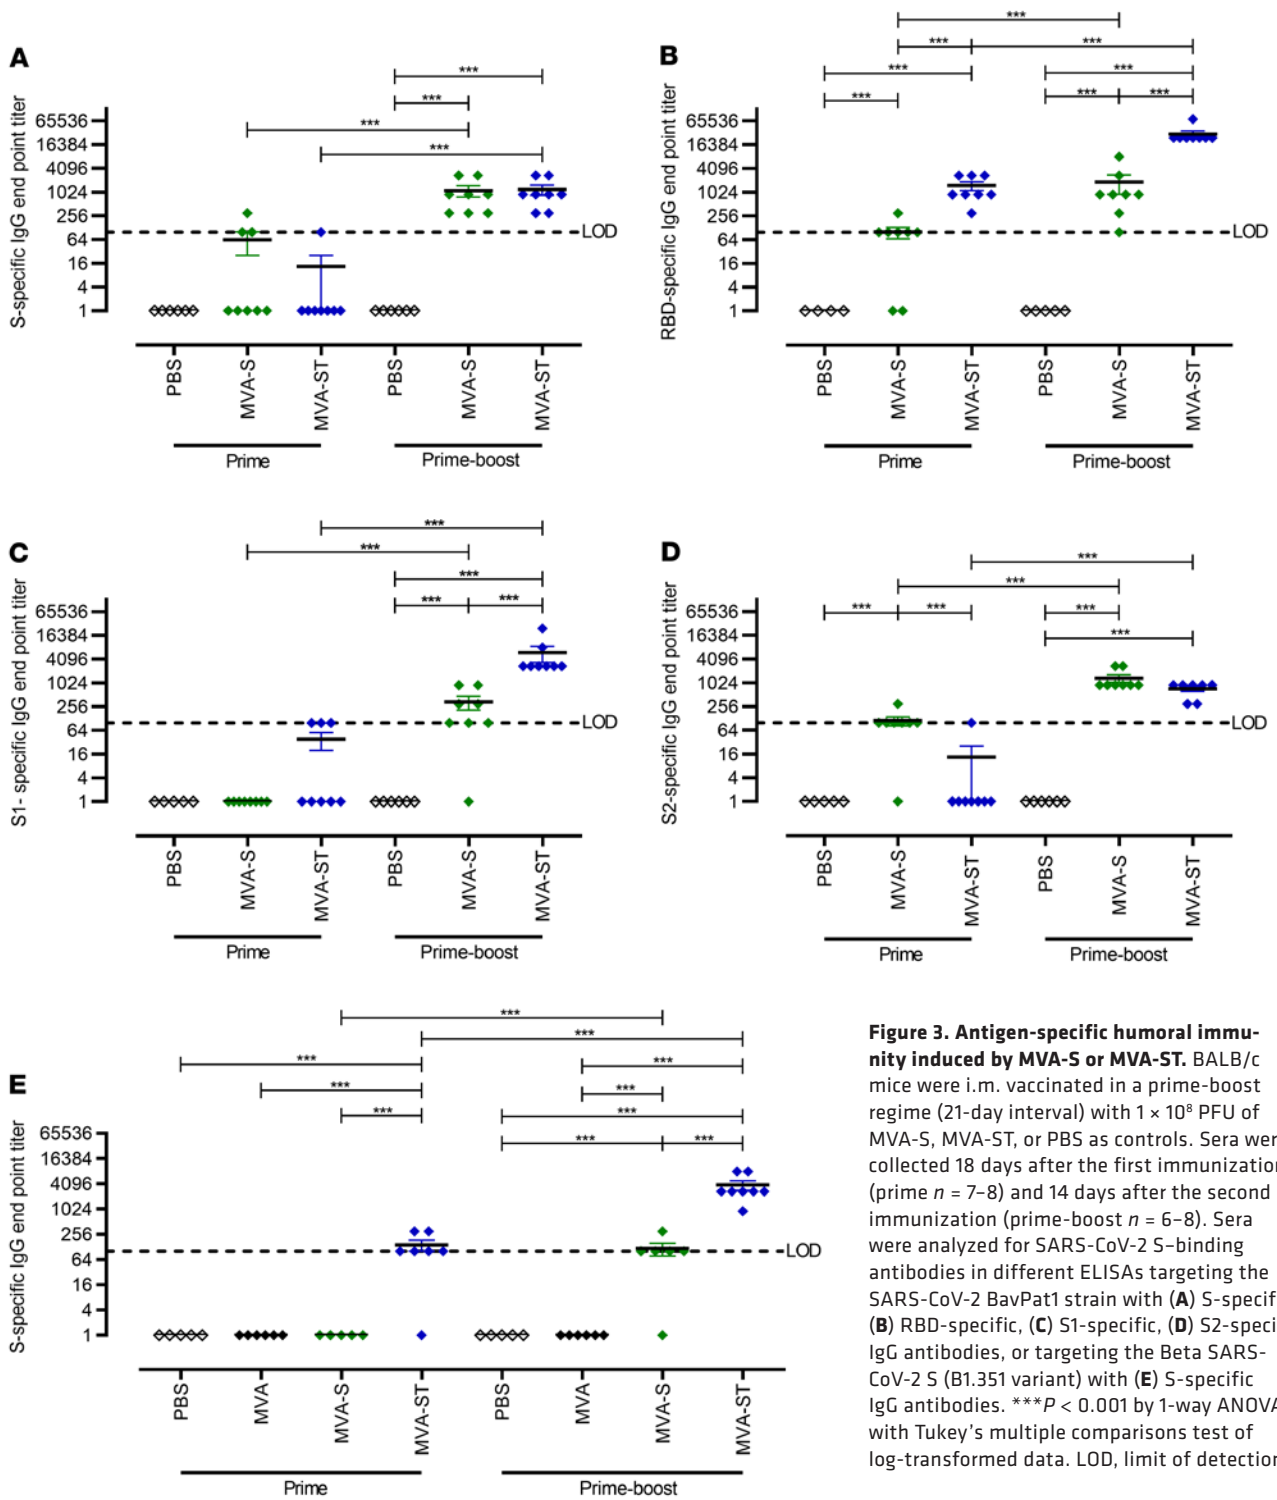 A
***
***
***
***
S-specific IgG end point titer
65536
16384
4096
1024
256
64
16
4
1
LOD
PBS
MVA-S
MVA-ST
PBS
MVA-S
MVA-ST
Prime
Prime-boost
B
***
***
***
***
***
***
***
***
RBD-specific IgG end point titer
65536
16384
4096
1024
256
64
16
4
1
LOD
PBS
MVA-S
MVA-ST
PBS
MVA-S
MVA-ST
Prime
Prime-boost
C
***
***
***
***
***
S1- specific IgG end point titer
65536
16384
4096
1024
256
64
16
4
1
LOD
PBS
MVA-S
MVA-ST
PBS
MVA-S
MVA-ST
Prime
Prime-boost
D
***
***
***
***
***
***
S2-specific IgG end point titer
65536
16384
4096
1024
256
64
16
4
1
LOD
PBS
MVA-S
MVA-ST
PBS
MVA-S
MVA-ST
Prime
Prime-boost
E
***
***
***
***
***
***
***
***
***
***
S-specific IgG end point titer
65536
16384
4096
1024
256
64
16
4
1
LOD
PBS
MVA
MVA-S
MVA-ST
PBS
MVA
MVA-S
MVA-ST
Prime
Prime-boost
Figure 3. Antigen-specific humoral immu-
nity induced by MVA-S or MVA-ST. BALB/c
mice were i.m. vaccinated in a prime-boost
regime (21-day interval) with 1 × 10⁸ PFU of
MVA-S, MVA-ST, or PBS as controls. Sera wer
collected 18 days after the first immunization
(prime n = 7–8) and 14 days after the second
immunization (prime-boost n = 6–8). Sera
were analyzed for SARS-CoV-2 S–binding
antibodies in different ELISAs targeting the
SARS-CoV-2 BavPat1 strain with (A) S-specif
(B) RBD-specific, (C) S1-specific, (D) S2-speci
IgG antibodies, or targeting the Beta SARS-
CoV-2 S (B1.351 variant) with (E) S-specific
IgG antibodies. ***P < 0.001 by 1-way ANOVA
with Tukey's multiple comparisons test of
log-transformed data. LOD, limit of detection